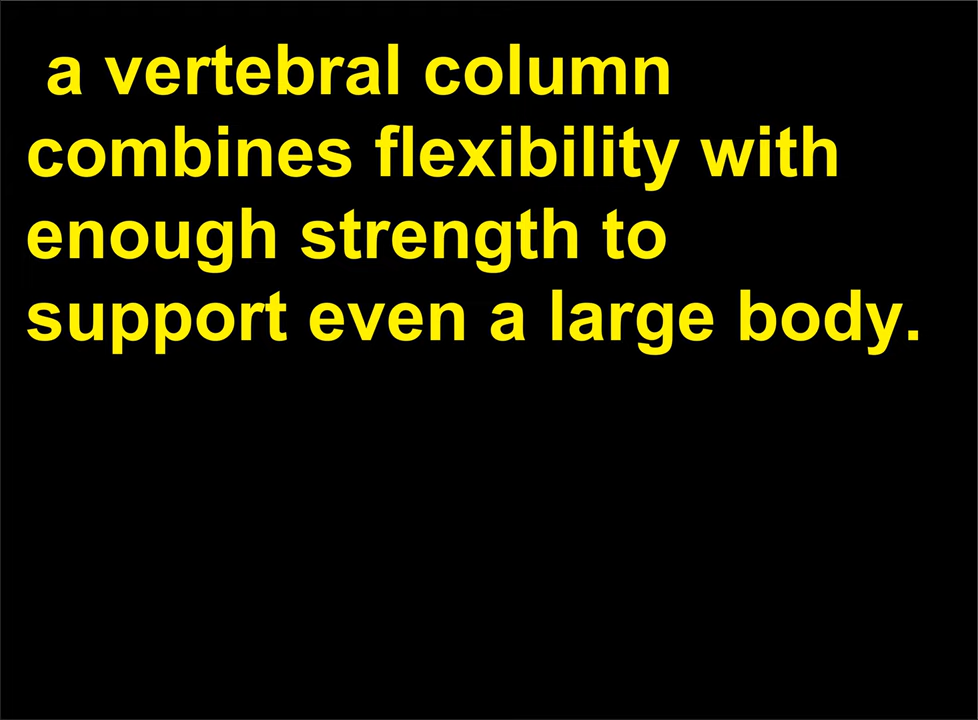 a vertebral column
combines flexibility with
enough strength to
support even a large body.